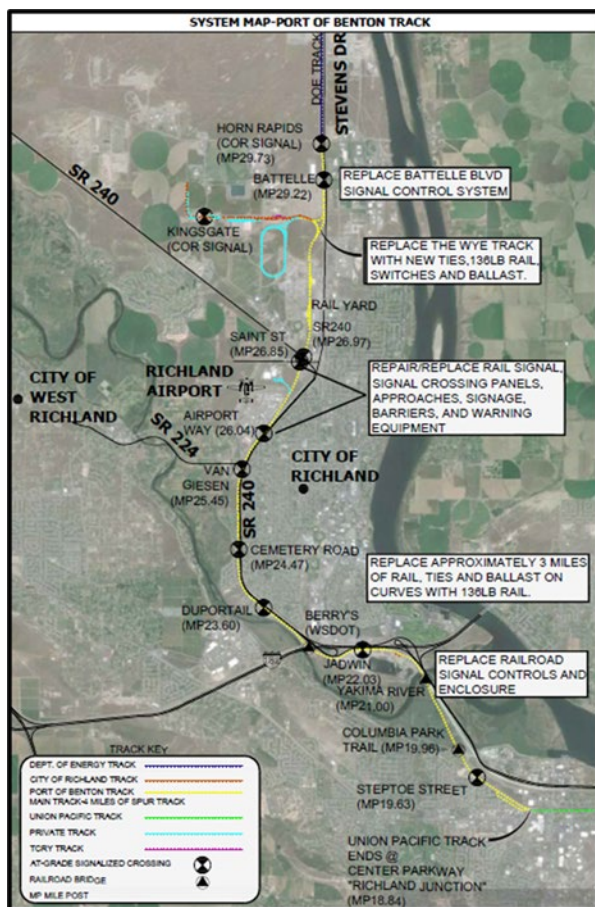 SYSTEM MAP-PORT OF BENTON TRACK
DOE TRACK
STEVENS DR
HORN RAPIDS
(COR SIGNAL)
(MP29.73)
BATTELLE
(MP29.22)
REPLACE BATTELLE BLVD
SIGNAL CONTROL SYSTEM
SR 240
KINGSGATE
(COR SIGNAL)
REPLACE THE WYE TRACK
WITH NEW TIES,136LB RAIL,
SWITCHES AND BALLAST.
RAIL YARD
SR240
(MP26.97)
SAINT ST
(MP26.85)
RICHLAND
AIRPORT
REPAIR/REPLACE RAIL SIGNAL,
SIGNAL CROSSING PANELS,
APPROACHES, SIGNAGE,
BARRIERS, AND WARNING
EQUIPMENT
CITY OF
WEST
RICHLAND
AIRPORT
WAY (26.04)
SR 224
CITY OF
RICHLAND
VAN
GIESEN
(MP25.45)
SR 240
CEMETERY ROAD
(MP24.47)
REPLACE APPROXIMATELY 3 MILES
OF RAIL, TIES AND BALLAST ON
CURVES WITH 136LB RAIL.
DUPORTAIL
(MP23.60)
BERRY'S
(WSDOT)
JADWIN
(MP22.03)
REPLACE RAILROAD
SIGNAL CONTROLS AND
ENCLOSURE
YAKIMA RIVER
(MP21.00)
COLUMBIA PARK
TRAIL (MP19.96)
STEPTOE STREET
(MP19.63)
UNION PACIFIC TRACK
ENDS @
CENTER PARKWAY
"RICHLAND JUNCTION"
(MP18.84)
TRACK KEY
DEPT. OF ENERGY TRACK
CITY OF RICHLAND TRACK
PORT OF BENTON TRACK
MAIN TRACK-4 MILES OF SPUR TRACK
UNION PACIFIC TRACK
PRIVATE TRACK
TCRY TRACK
AT-GRADE SIGNALIZED CROSSING
RAILROAD BRIDGE
MP MILE POST